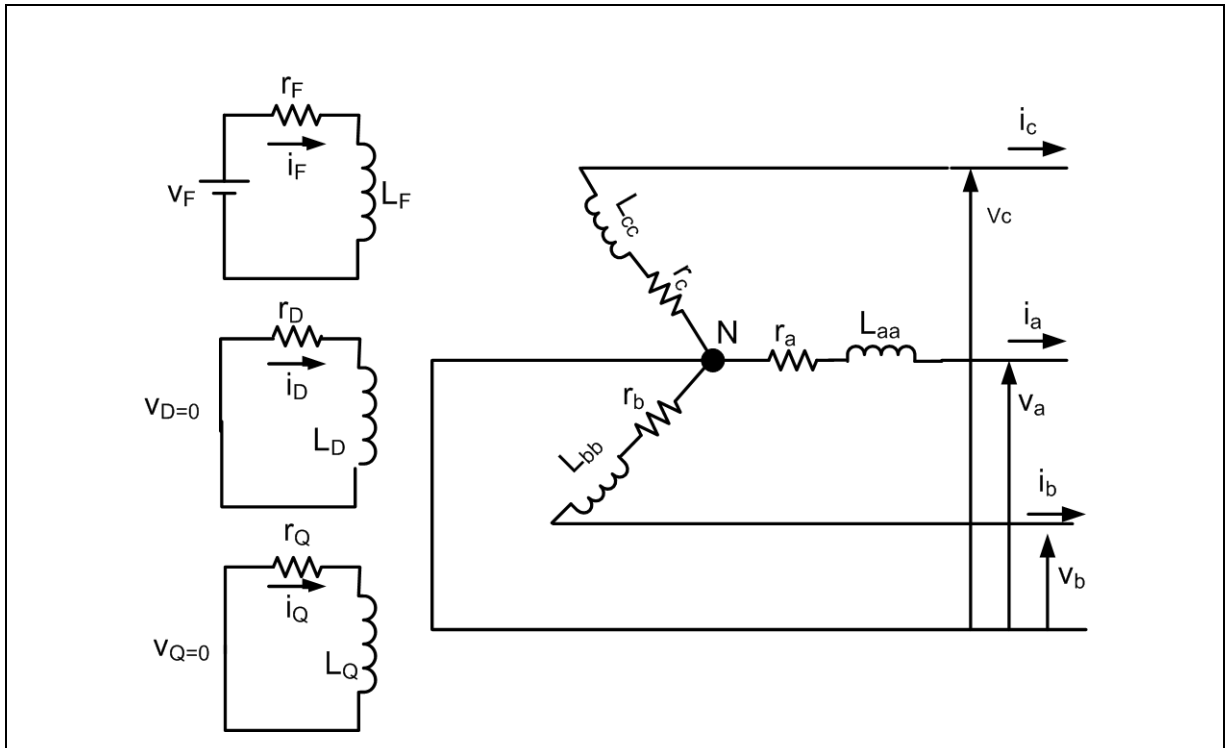 r_F
i_F
v_F
L_F
r_D
i_D
v_D=0
L_D
r_Q
i_Q
v_Q=0
L_Q
i_c
L_cc
Vc
r_c
N
r_a
L_aa
i_a
r_b
v_a
L_bb
i_b
v_b